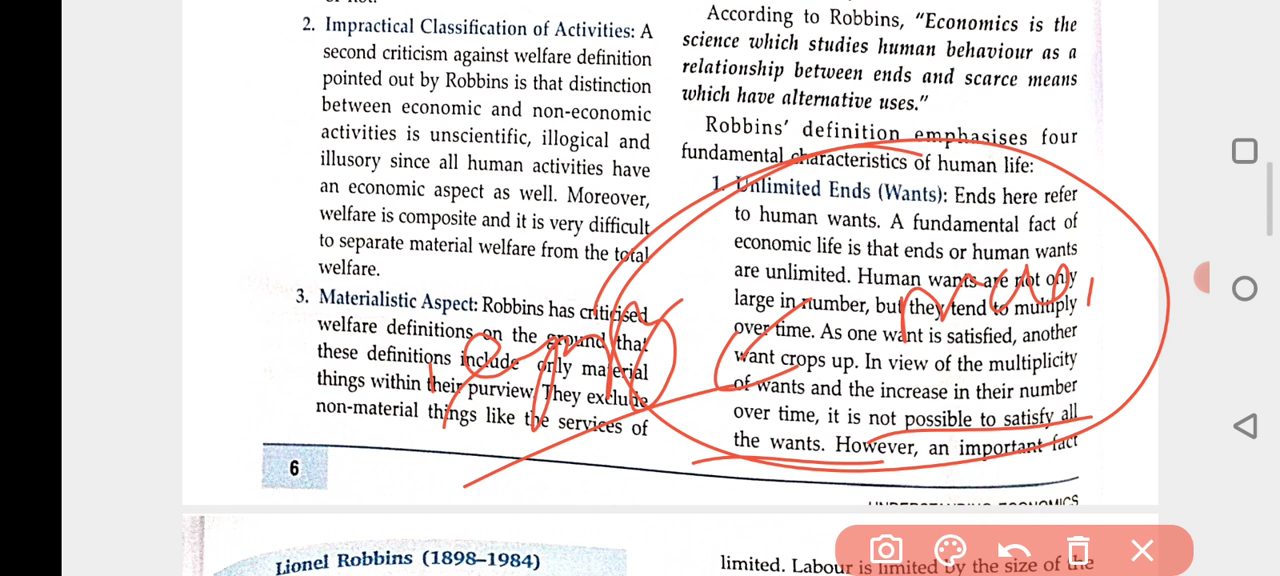 2. Impractical Classification of Activities: A
second criticism against welfare definition
pointed out by Robbins is that distinction
between economic and non-economic
activities is unscientific, illogical and
illusory since all human activities have
an economic aspect as well. Moreover,
welfare is composite and it is very difficult
to separate material welfare from the total
welfare.
3. Materialistic Aspect: Robbins has criticised
welfare definitions on the ground that
these definitions include only material
things within their purview. They exclude
non-material things like the services of
6
According to Robbins, “Economics is the
science which studies human behaviour as a
relationship between ends and scarce means
which have alternative uses.”
Robbins’ definition emphasises four
fundamental characteristics of human life:
1. Unlimited Ends (Wants): Ends here refer
to human wants. A fundamental fact of
economic life is that ends or human wants
are unlimited. Human wants are not only
large in number, but they tend to multiply
over time. As one want is satisfied, another
want crops up. In view of the multiplicity
of wants and the increase in their number
over time, it is not possible to satisfy all
the wants. However, an important fact
Lionel Robbins (1898–1984)
limited. Labour is limited by the size of the